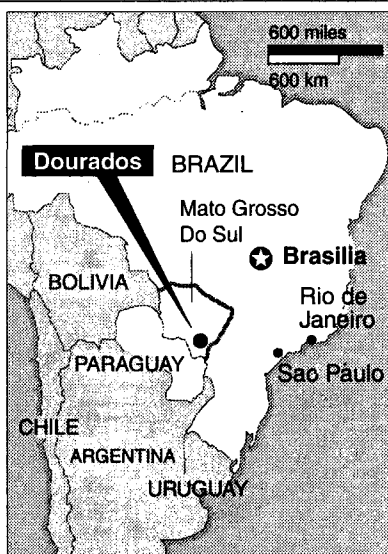 600 miles
600 km
Dourados
BRAZIL
Mato Grosso
Do Sul
Brasilia
BOLIVIA
Rio de
Janeiro
PARAGUAY
Sao Paulo
CHILE
ARGENTINA
URUGUAY